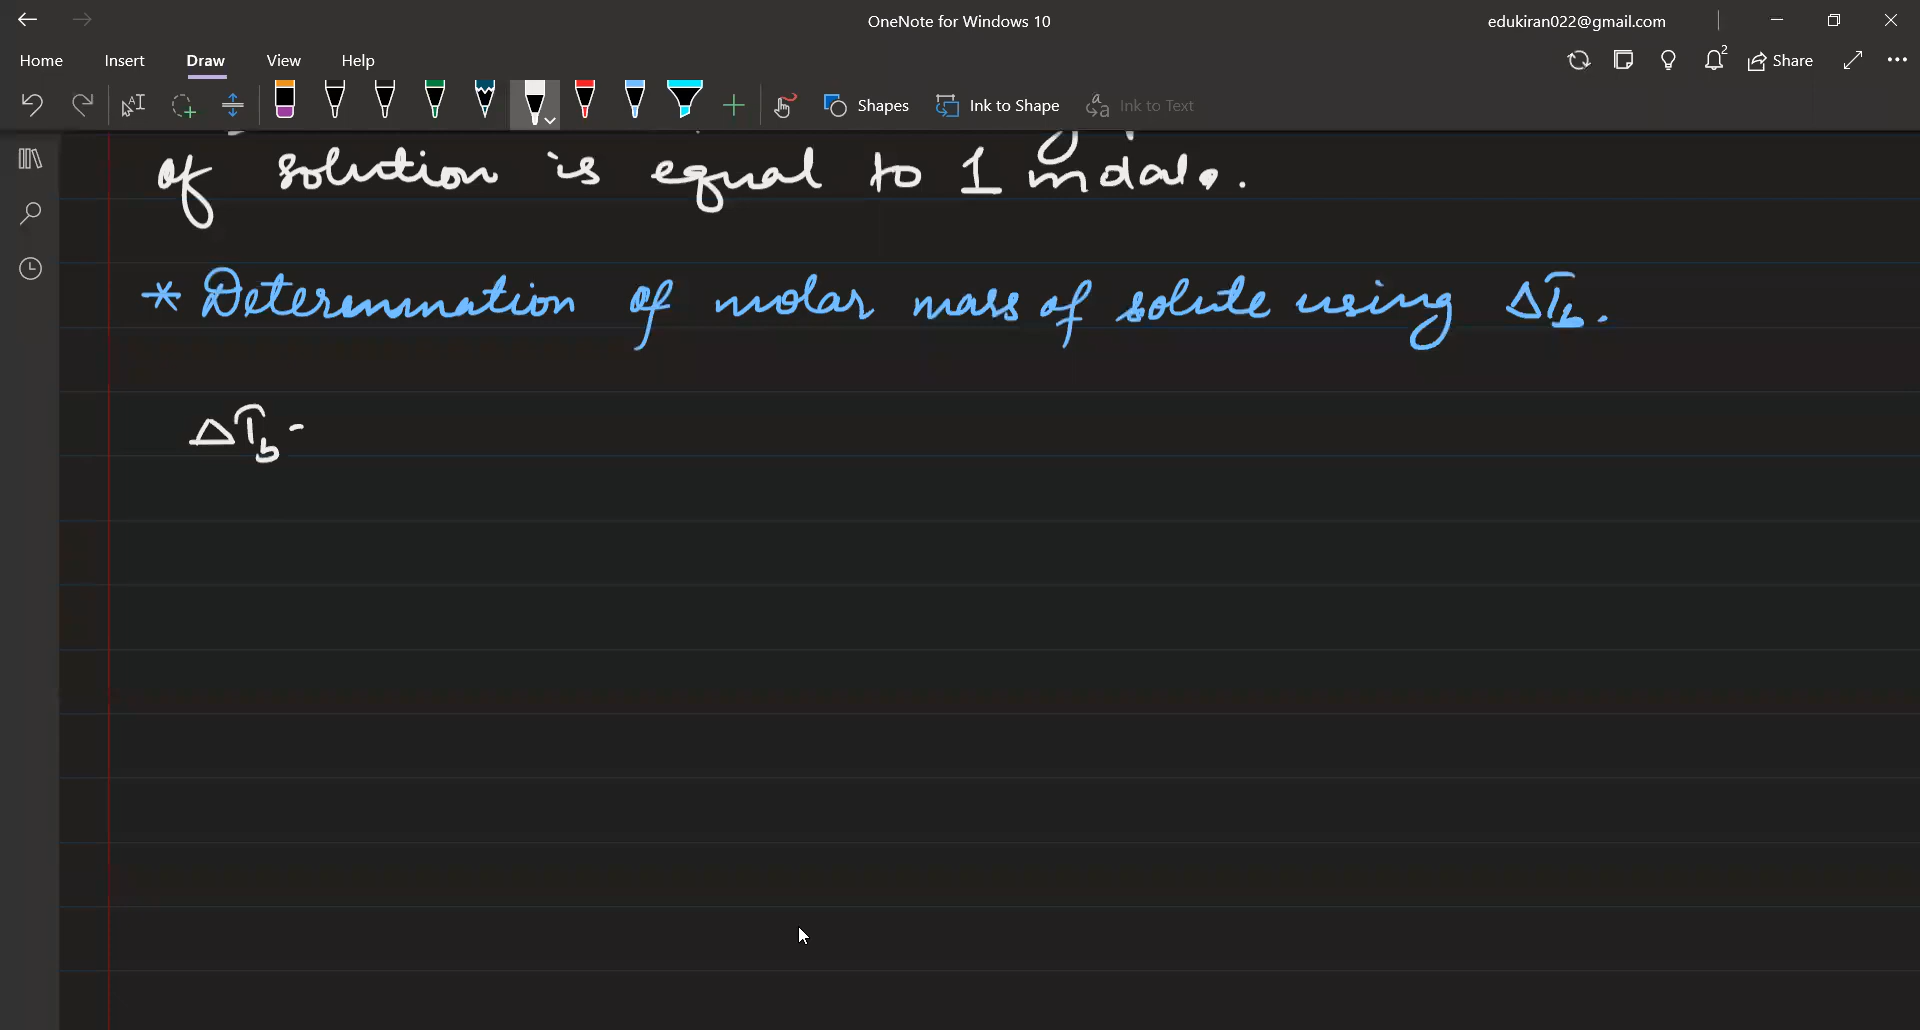 OneNote for Windows 10
edukiran022@gmail.com
Home Insert Draw View Help
2
Share
Shapes
Ink to Shape
Ink to Text
of solution is equal to 1 molal.
* Determination of molar mass of solute using ΔTb.
ΔTb -